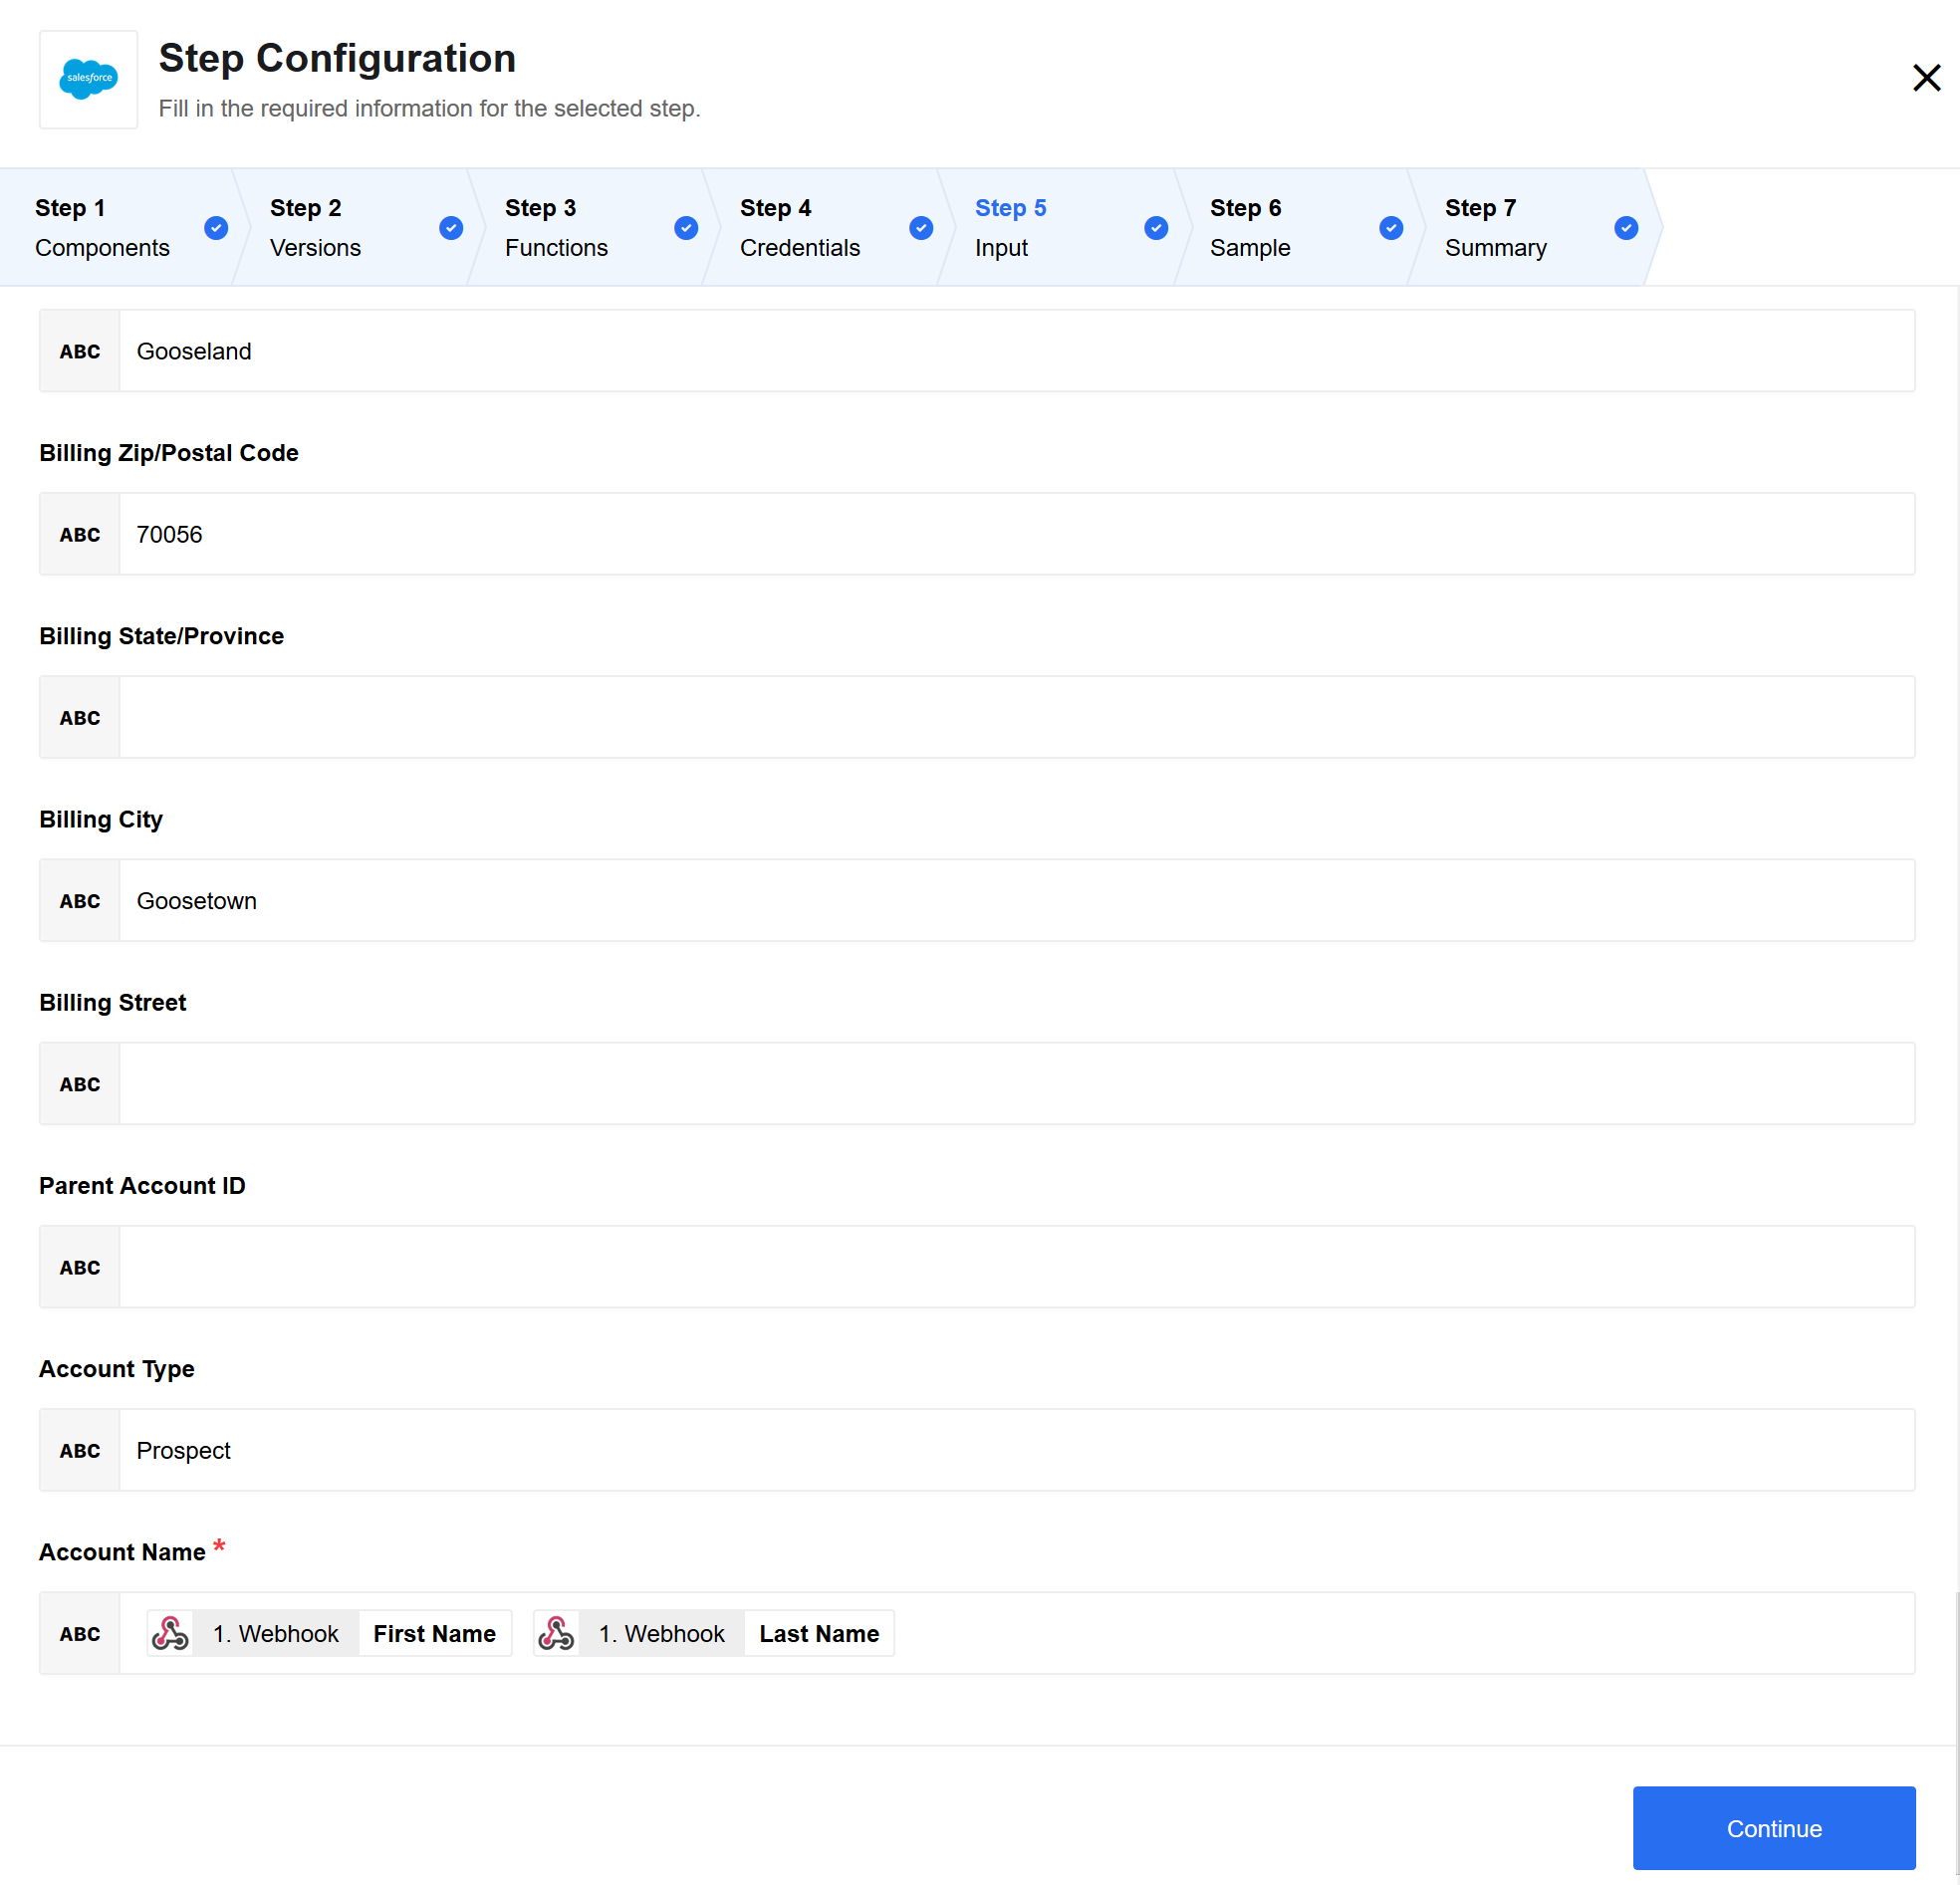 salesforce
Step Configuration
Fill in the required information for the selected step.
Step 1
Components
Step 2
Versions
Step 3
Functions
Step 4
Credentials
Step 5
Input
Step 6
Sample
Step 7
Summary
ABC Gooseland
Billing Zip/Postal Code
ABC 70056
Billing State/Province
ABC
Billing City
ABC Goosetown
Billing Street
ABC
Parent Account ID
ABC
Account Type
ABC Prospect
Account Name *
ABC 1. Webhook First Name 1. Webhook Last Name
Continue